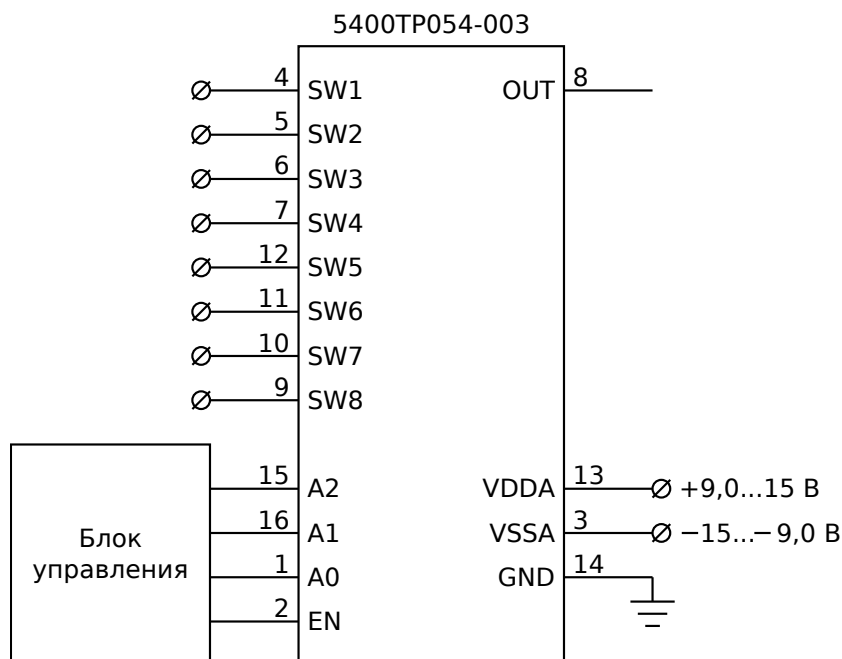 5400ТР054-003
4 SW1
5 SW2
6 SW3
7 SW4
12 SW5
11 SW6
10 SW7
9 SW8
15 A2
16 A1
1 A0
2 EN
OUT 8
VDDA 13 +9,0...15 В
VSSA 3 −15...−9,0 В
GND 14
Блок
управления